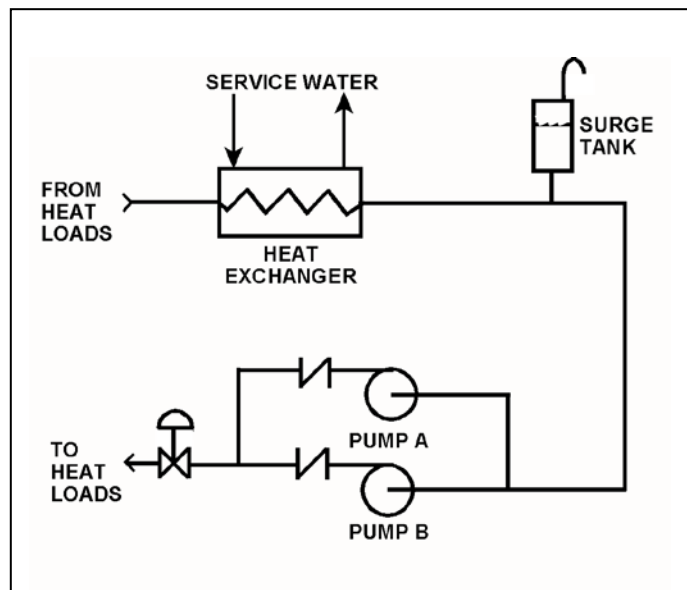 SERVICE WATER
SURGE
TANK
FROM
HEAT
LOADS
HEAT
EXCHANGER
PUMP A
TO
HEAT
LOADS
PUMP B